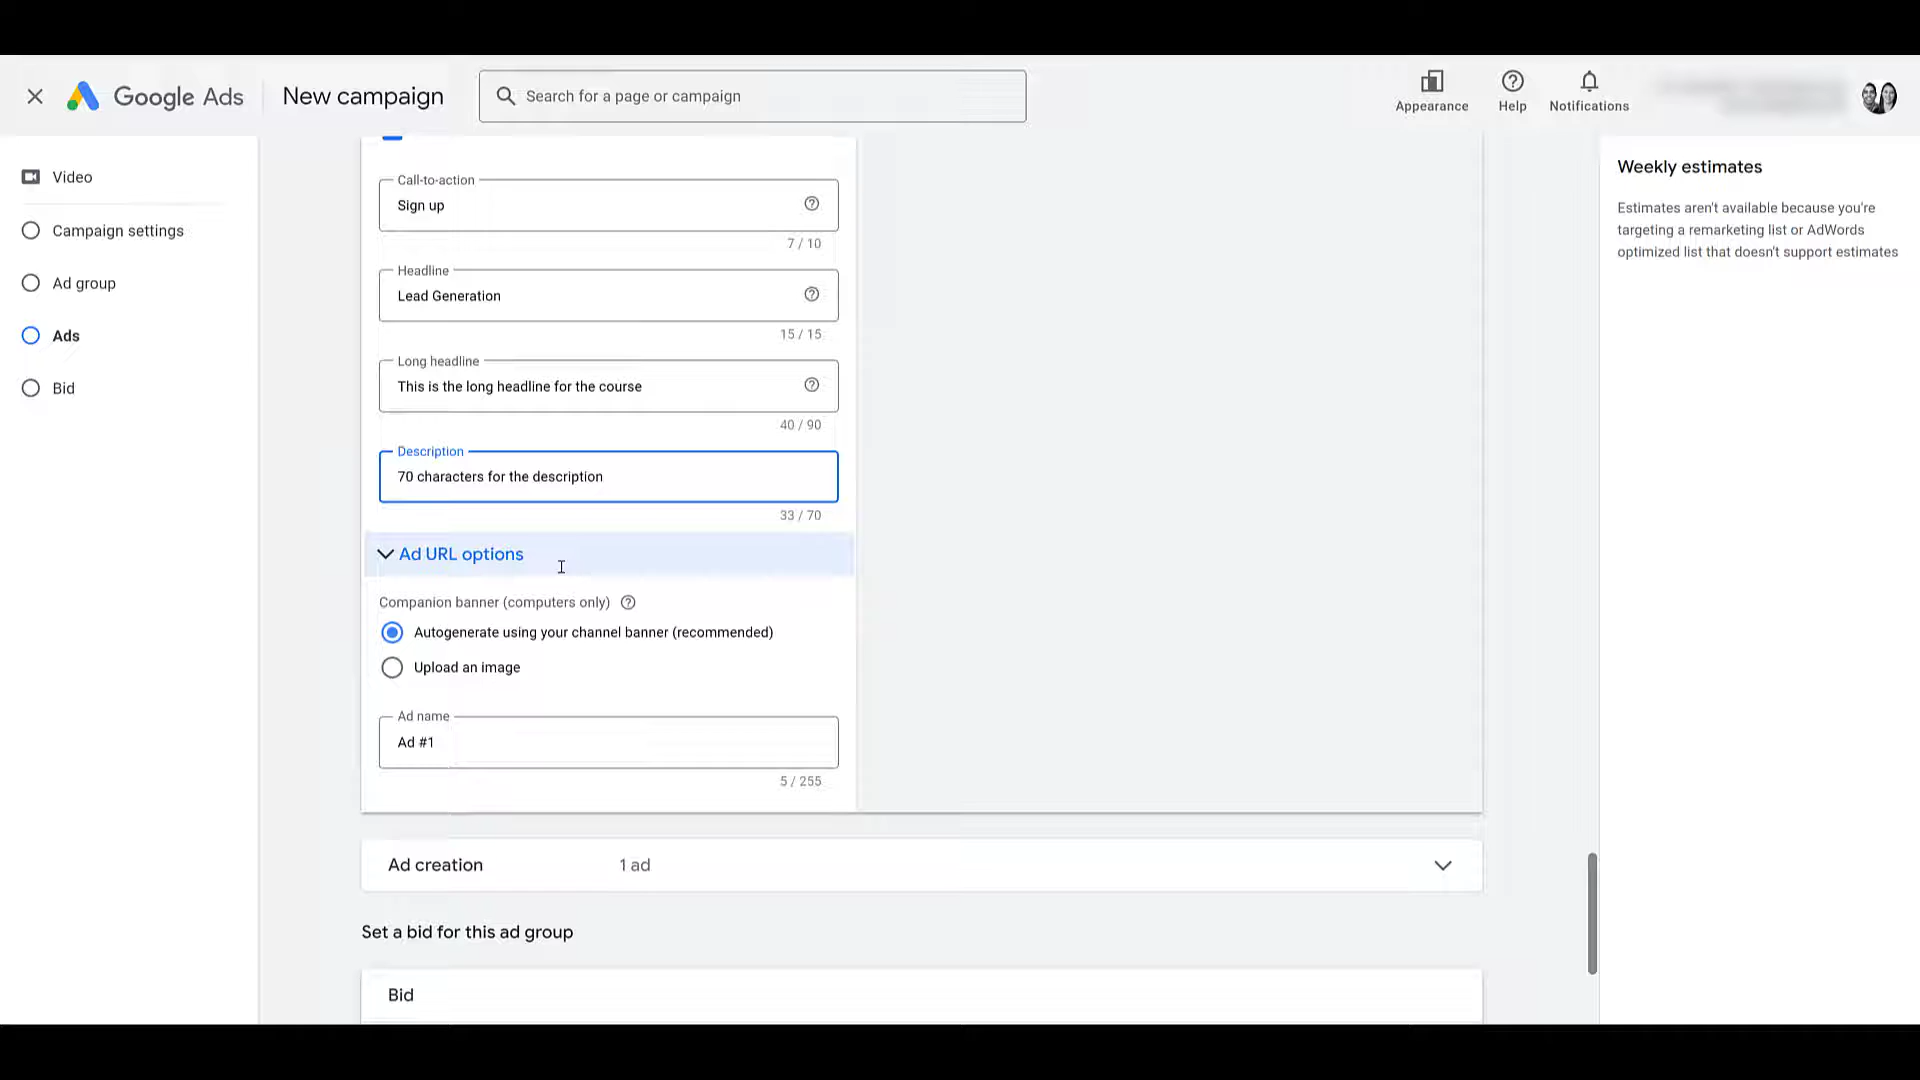 Google Ads
New campaign
Search for a page or campaign
Appearance
Help
Notifications
Video
Campaign settings
Ad group
Ads
Bid
Call-to-action
Sign up
7 / 10
Headline
Lead Generation
15 / 15
Long headline
This is the long headline for the course
40 / 90
Description
70 characters for the description
33 / 70
Ad URL options
Companion banner (computers only)
Autogenerate using your channel banner (recommended)
Upload an image
Ad name
Ad #1
5 / 255
Ad creation
1 ad
Set a bid for this ad group
Bid
Weekly estimates
Estimates aren't available because you're
targeting a remarketing list or AdWords
optimized list that doesn't support estimates